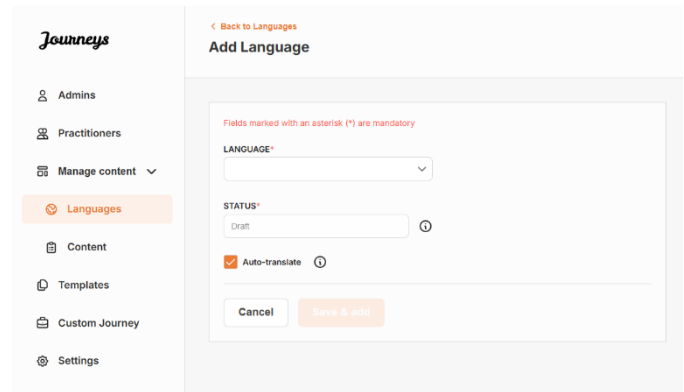 Journeys
Admins
Practitioners
Manage content
Languages
Content
Templates
Custom Journey
Settings
Back to Languages
Add Language
Fields marked with an asterisk (*) are mandatory
LANGUAGE*
STATUS*
Draft
Auto-translate
Cancel
Save & add